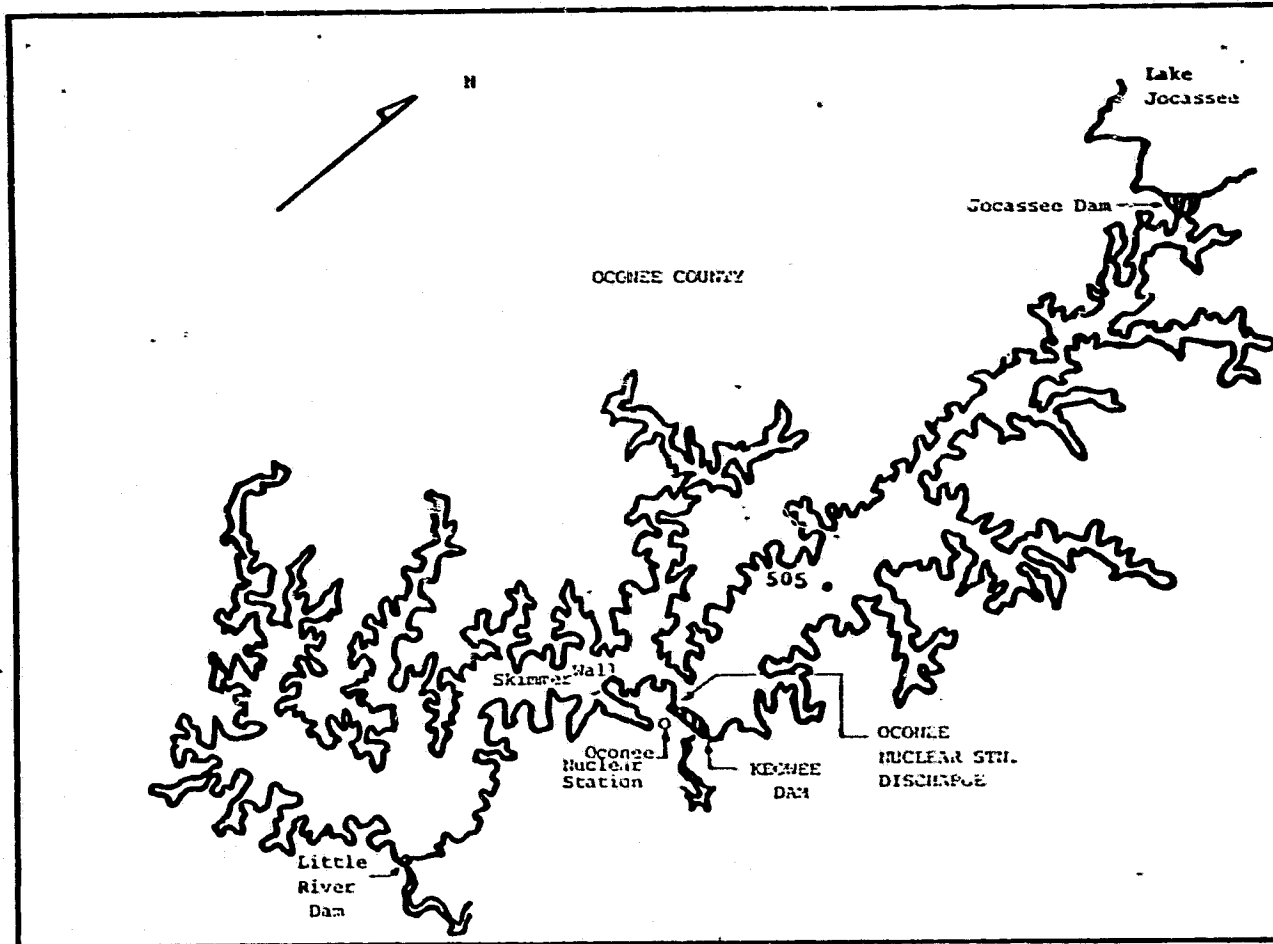 N
Lake
Jocassee
Jocassee Dam
OCONEE COUNTY
505
Skimmer Wall
Oconee
Nuclear
Station
KEOWEE
DAM
OCONEE
NUCLEAR STN.
DISCHARGE
Little
River
Dam